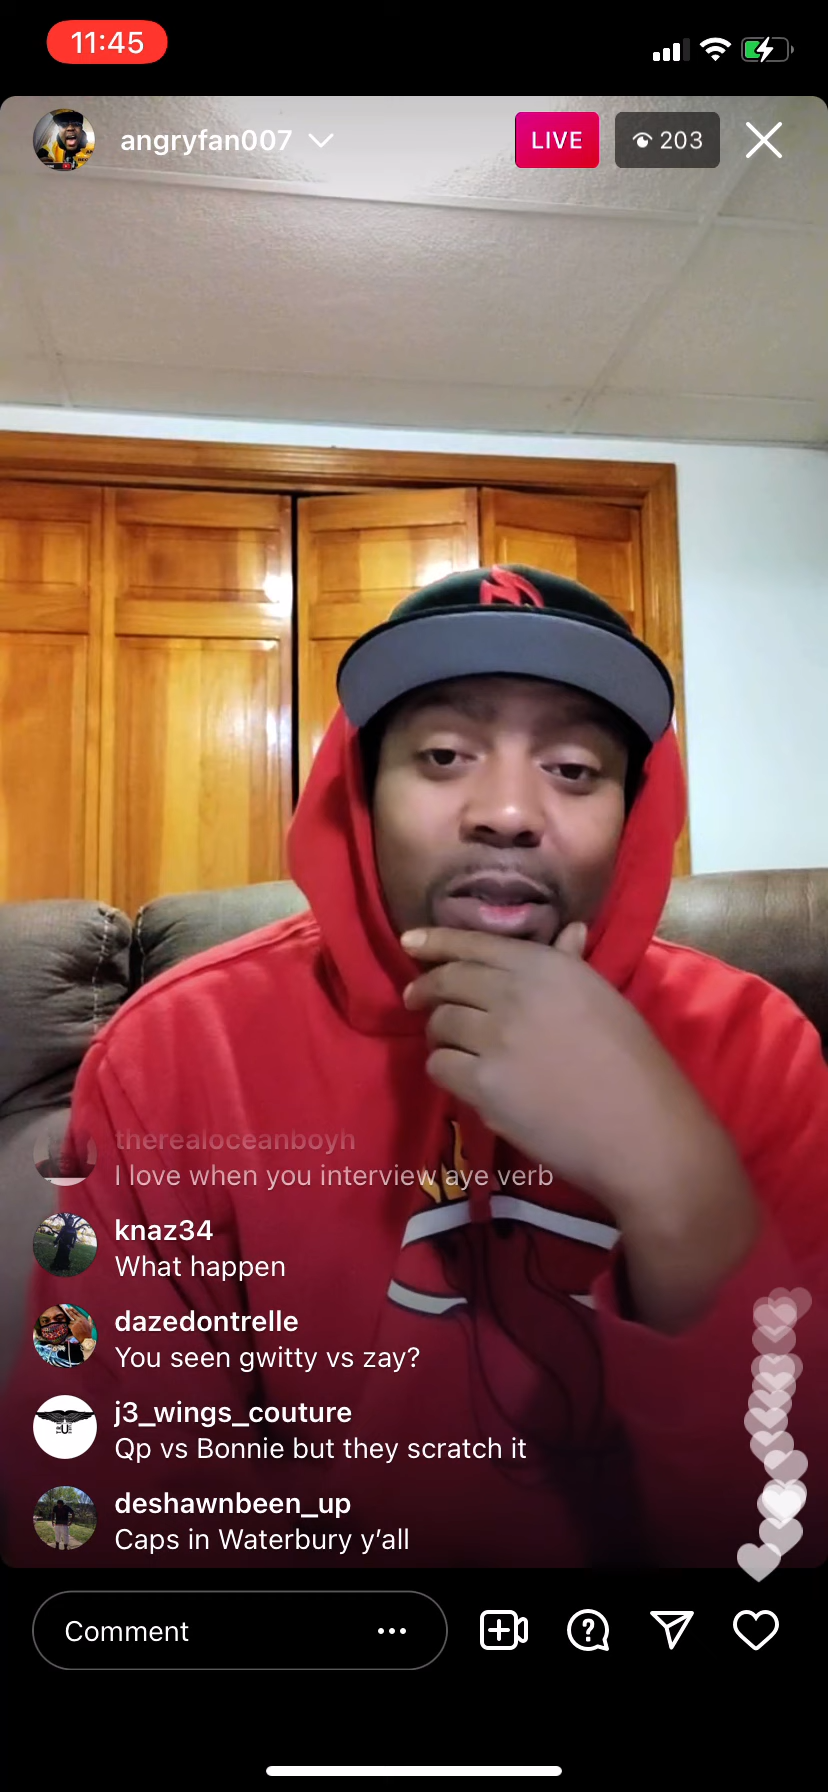 11:45
angryfan007
LIVE
203
therealoceanboyh
I love when you interview aye verb
knaz34
What happen
dazedontrelle
You seen gwitty vs zay?
j3_wings_couture
Qp vs Bonnie but they scratch it
deshawnbeen_up
Caps in Waterbury y’all
Comment